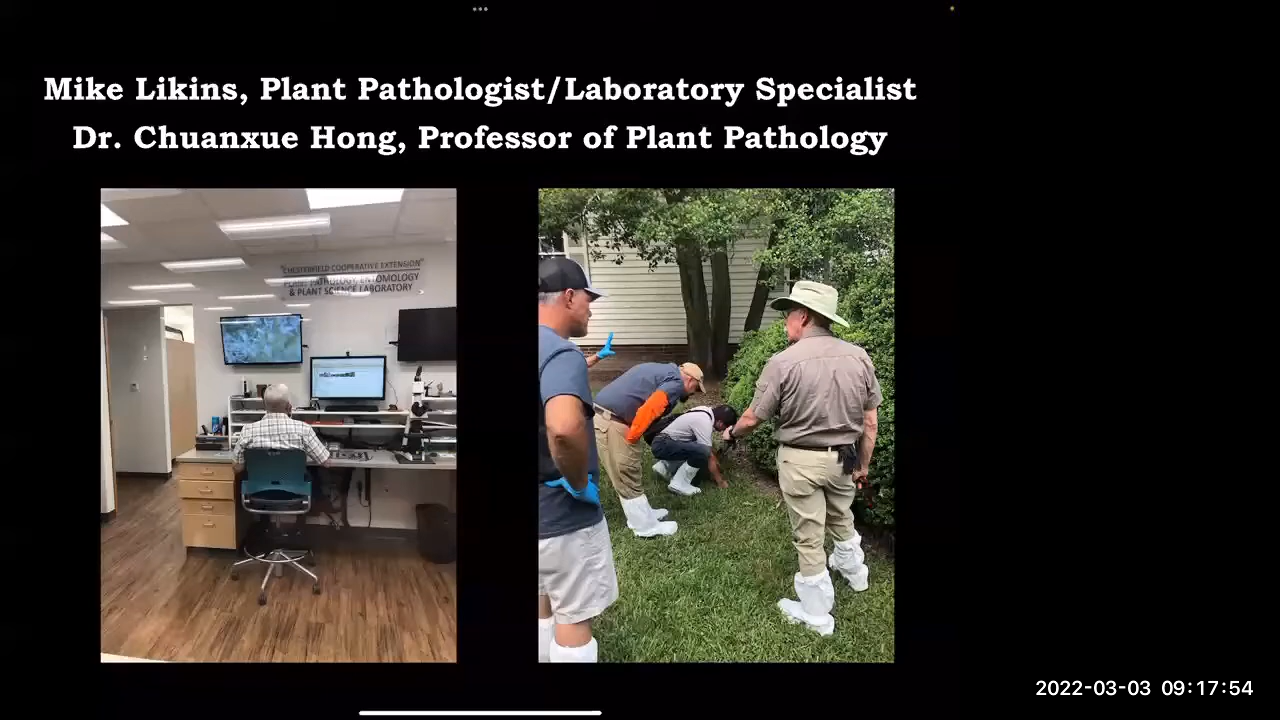 Mike Likins, Plant Pathologist/Laboratory Specialist
Dr. Chuanxue Hong, Professor of Plant Pathology
"CHESTERFIELD COOPERATIVE EXTENSION"
PLANT PATHOLOGY, ENTOMOLOGY
& PLANT SCIENCE LABORATORY
2022-03-03 09:17:54